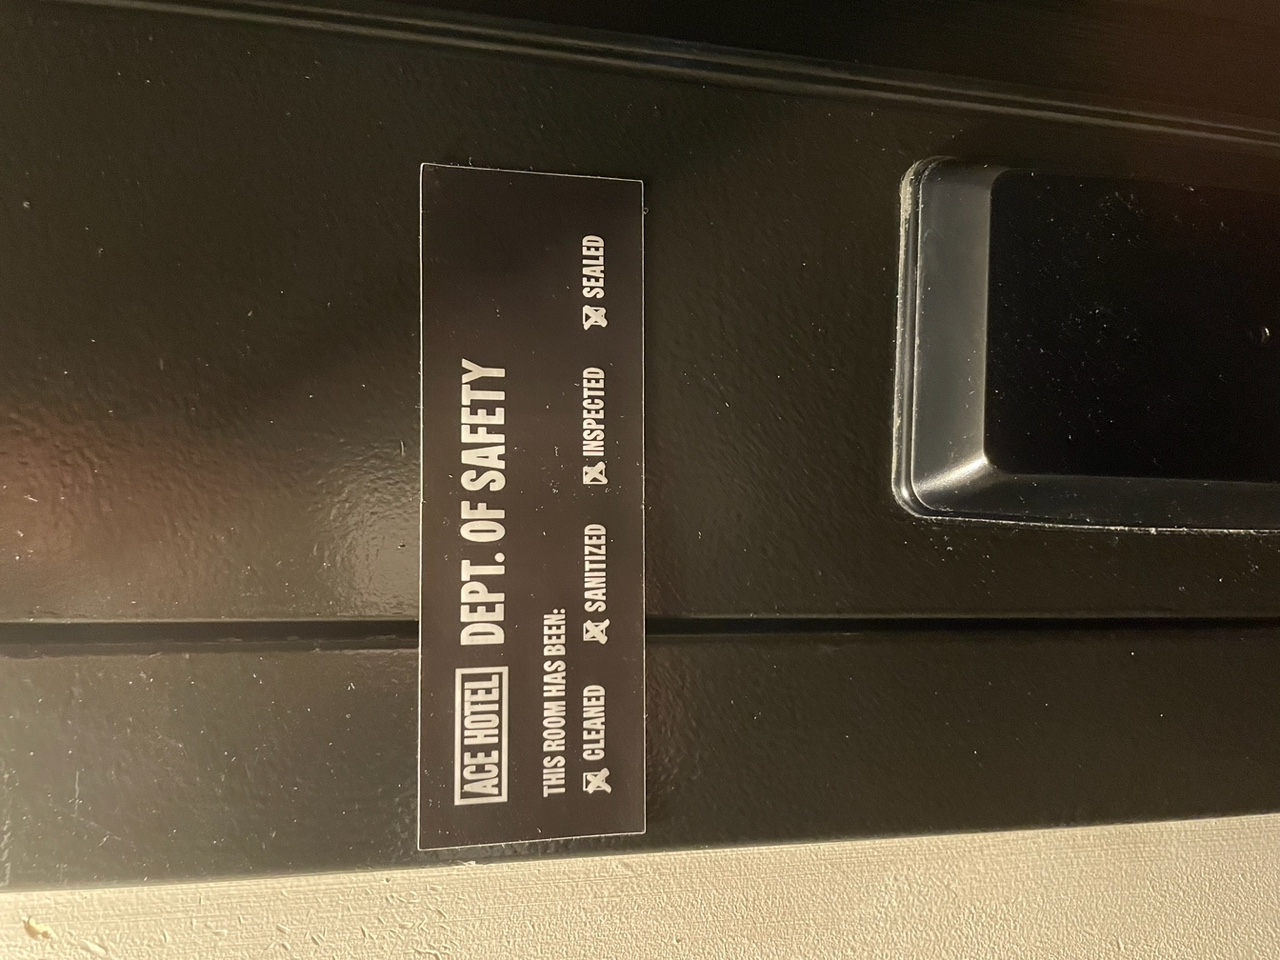 ACE HOTEL DEPT. OF SAFETY
THIS ROOM HAS BEEN:
☒ CLEANED ☒ SANITIZED ☒ INSPECTED ☒ SEALED